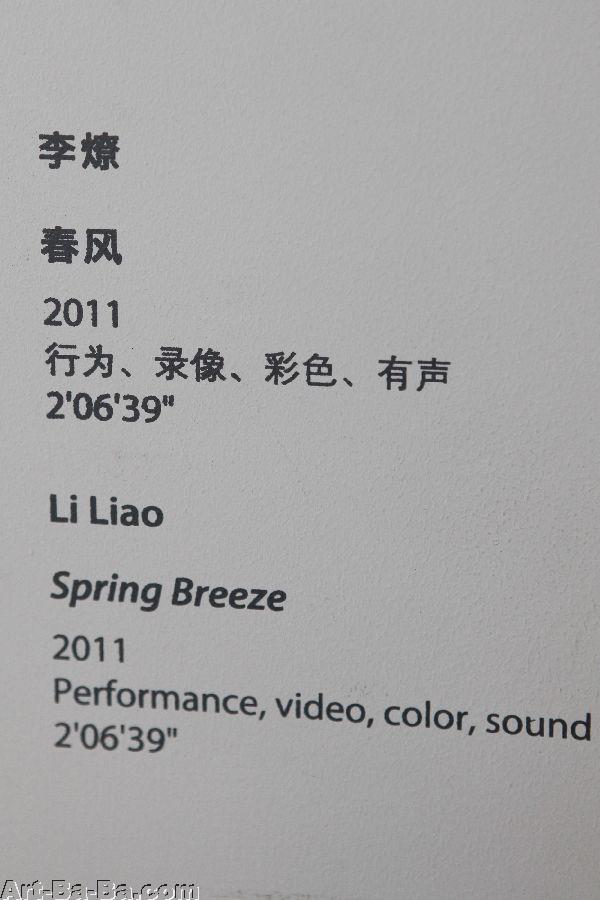 李燎
春风
2011
行为、录像、彩色、有声
2'06'39"
Li Liao
Spring Breeze
2011
Performance, video, color, sound
2'06'39"
Art-Ba-Ba.com